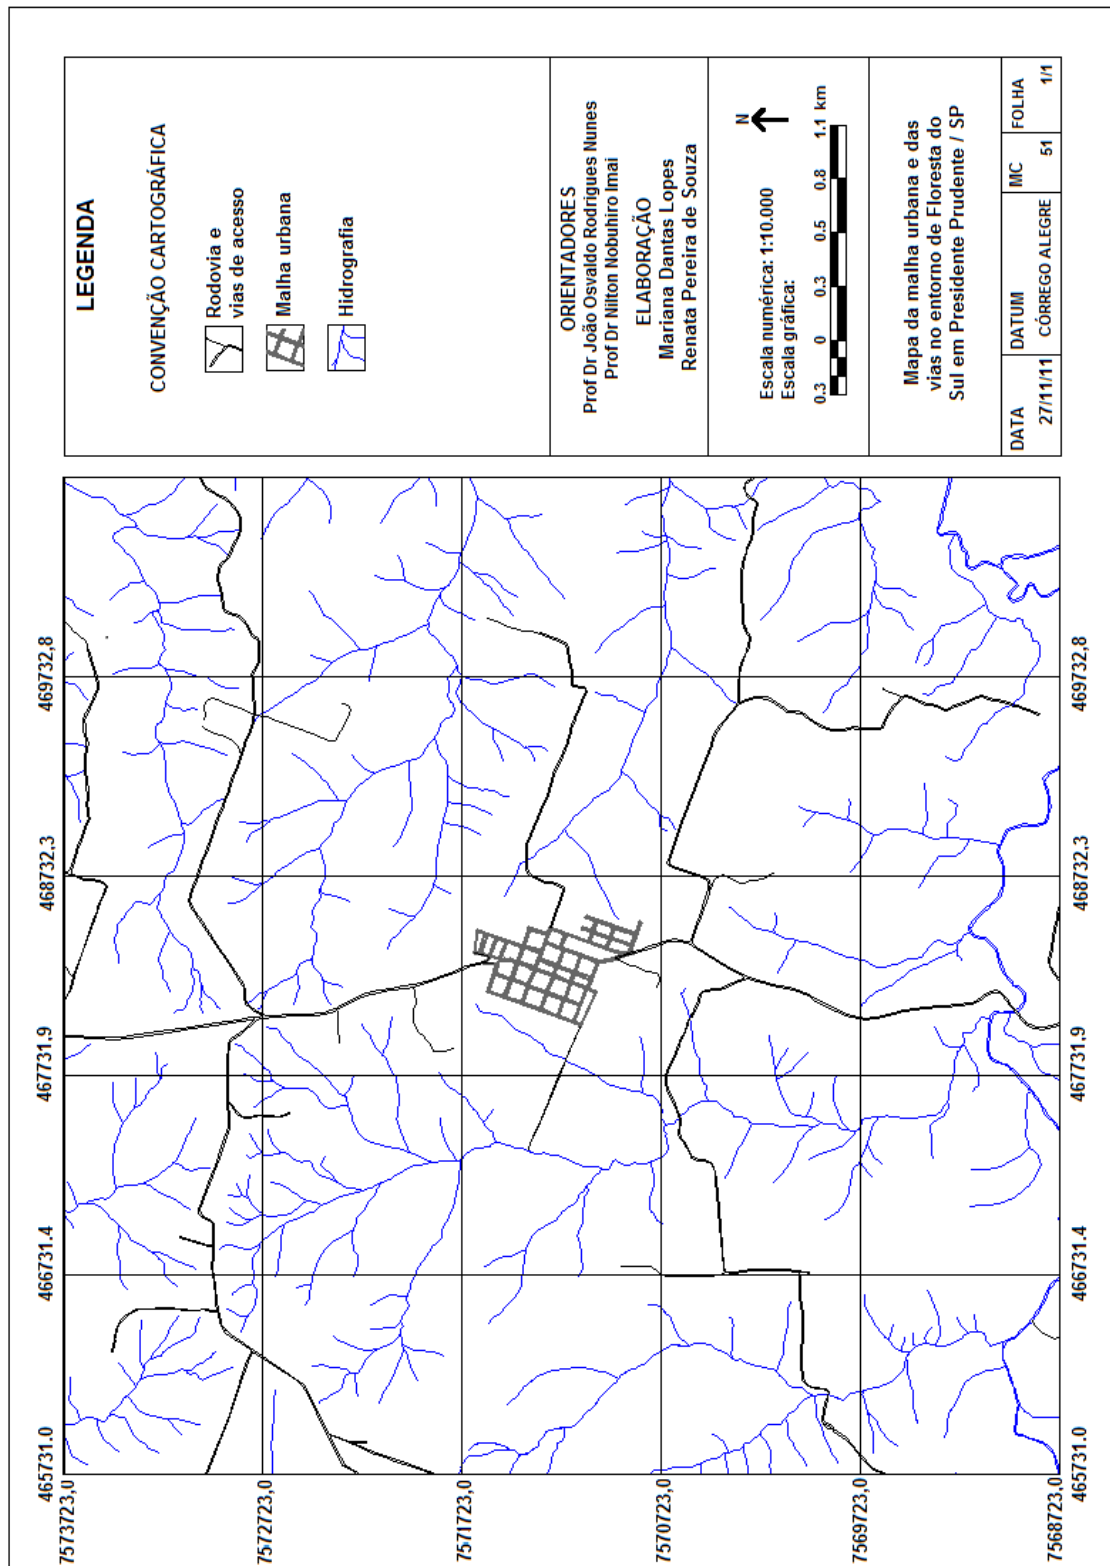 LEGENDA
CONVENÇÃO CARTOGRÁFICA
Rodovia e
vias de acesso
Malha urbana
Hidrografia
ORIENTADORES
Prof Dr João Osvaldo Rodrigues Nunes
Prof Dr Nilton Nobuhiro Imai
ELABORAÇÃO
Mariana Dantas Lopes
Renata Pereira de Souza
N
Escala numérica: 1:10.000
Escala gráfica:
0.3 0 0.3 0.5 0.8 1.1 km
Mapa da malha urbana e das
vias no entorno de Floresta do
Sul em Presidente Prudente / SP
DATA DATUM MC FOLHA
27/11/11 CÓRREGO ALEGRE 51 1/1
465731.0 466731.4 467731.9 468732,3 469732,8
7573723,0
7572723,0
7571723,0
7570723,0
7569723,0
7568723,0
465731.0 466731.4 467731.9 468732,3 469732,8